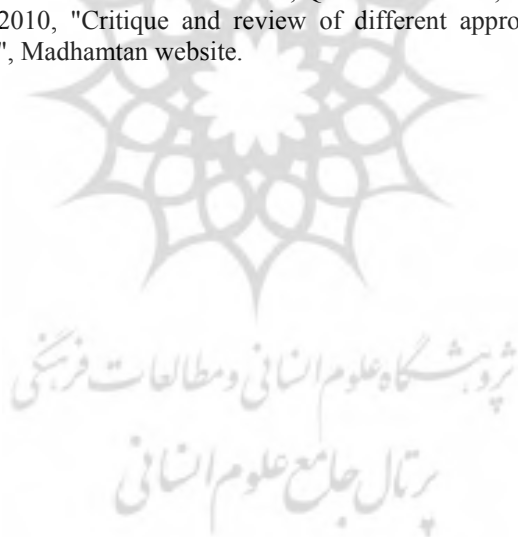 2010, "Critique and review of different appro
", Madhamtan website.
پژوهشگاه علوم انسانی و مطالعات فرهنگی
پرتال جامع علوم انسانی